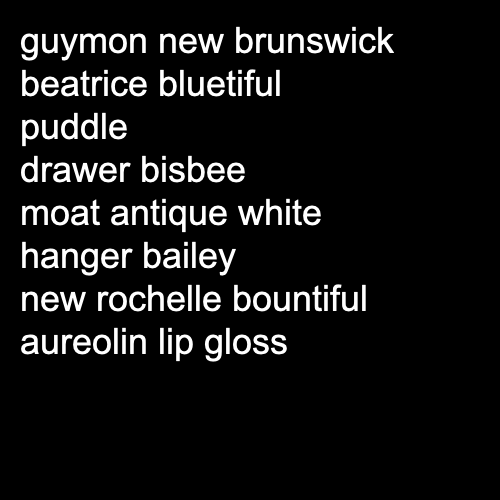 guymon new brunswick
beatrice bluetiful
puddle
drawer bisbee
moat antique white
hanger bailey
new rochelle bountiful
aureolin lip gloss